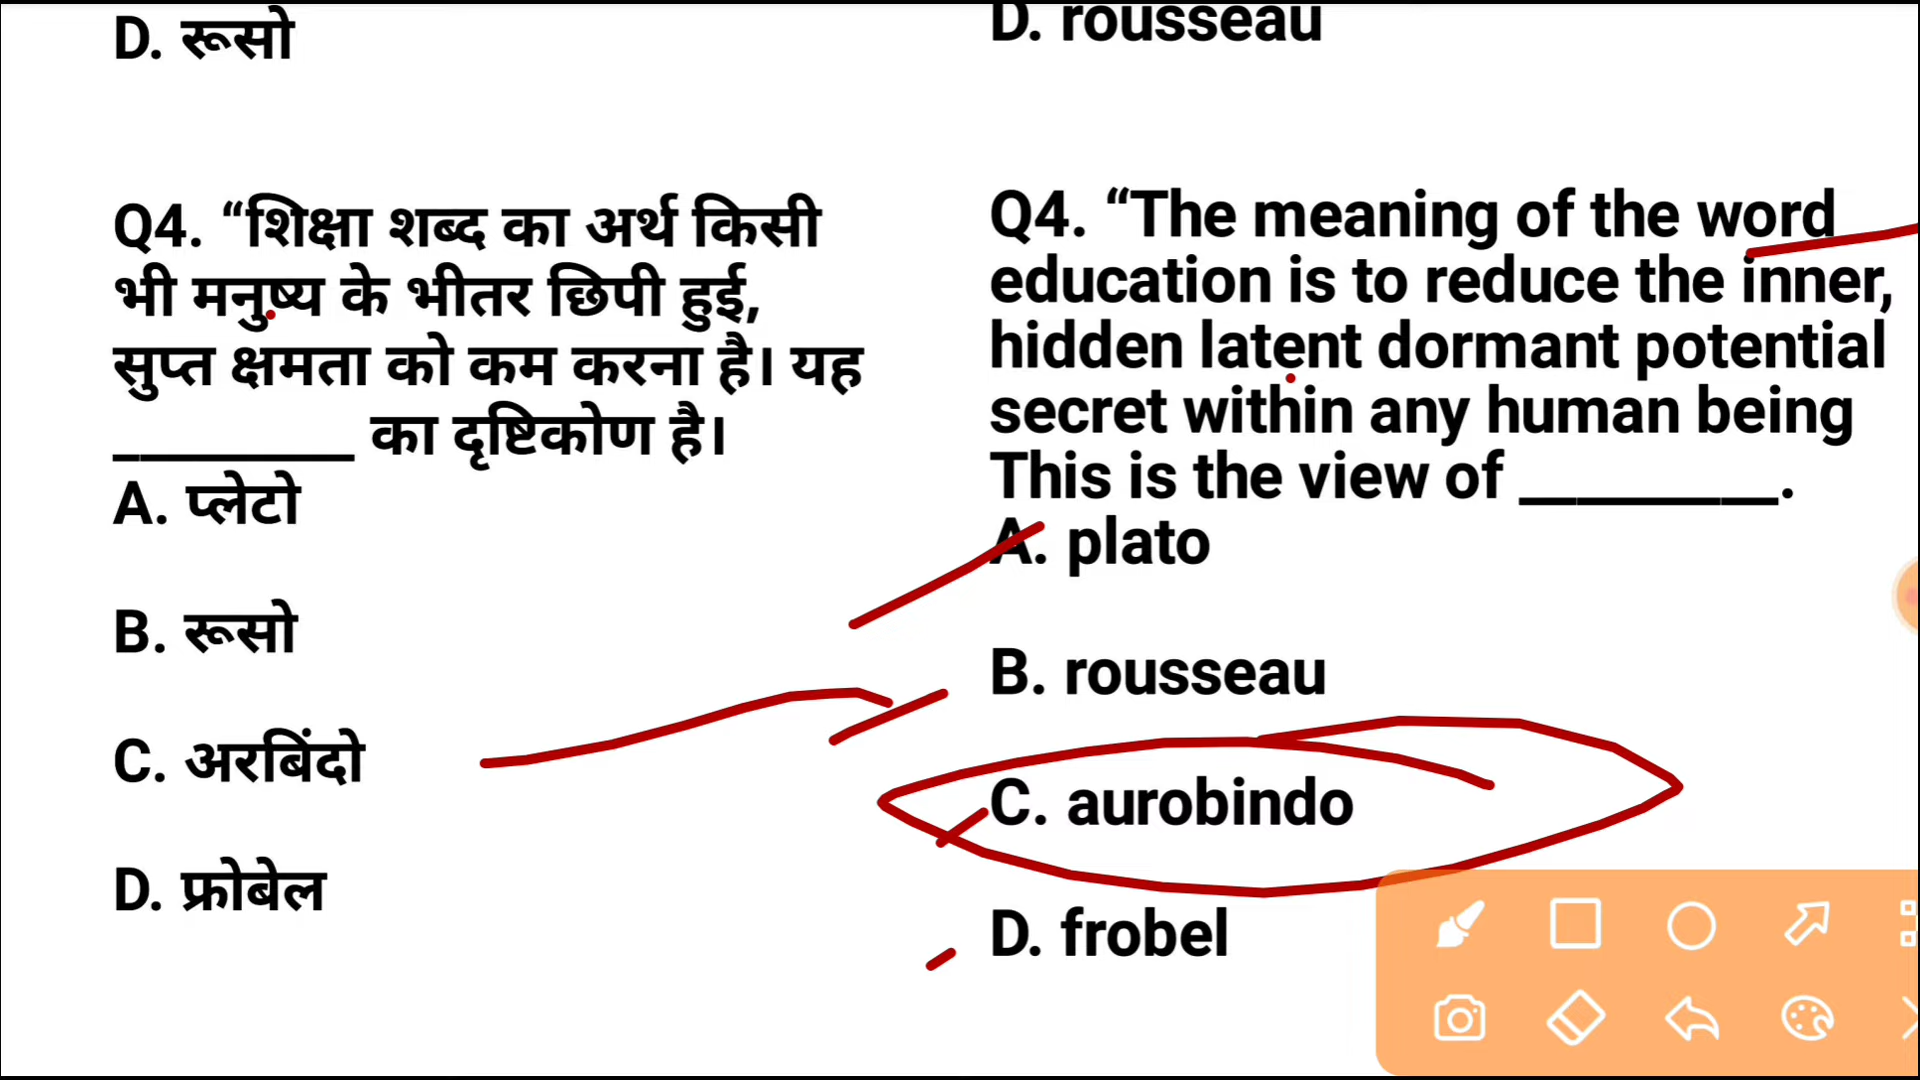 D. रूसो
Q4. “शिक्षा शब्द का अर्थ किसी
भी मनुष्य के भीतर छिपी हुई,
सुप्त क्षमता को कम करना है। यह
_________ का दृष्टिकोण है।
A. प्लेटो
B. रूसो
C. अरबिंदो
D. फ्रोबेल
D. rousseau
Q4. “The meaning of the word
education is to reduce the inner,
hidden latent dormant potential
secret within any human being
This is the view of _________.
A. plato
B. rousseau
C. aurobindo
D. frobel